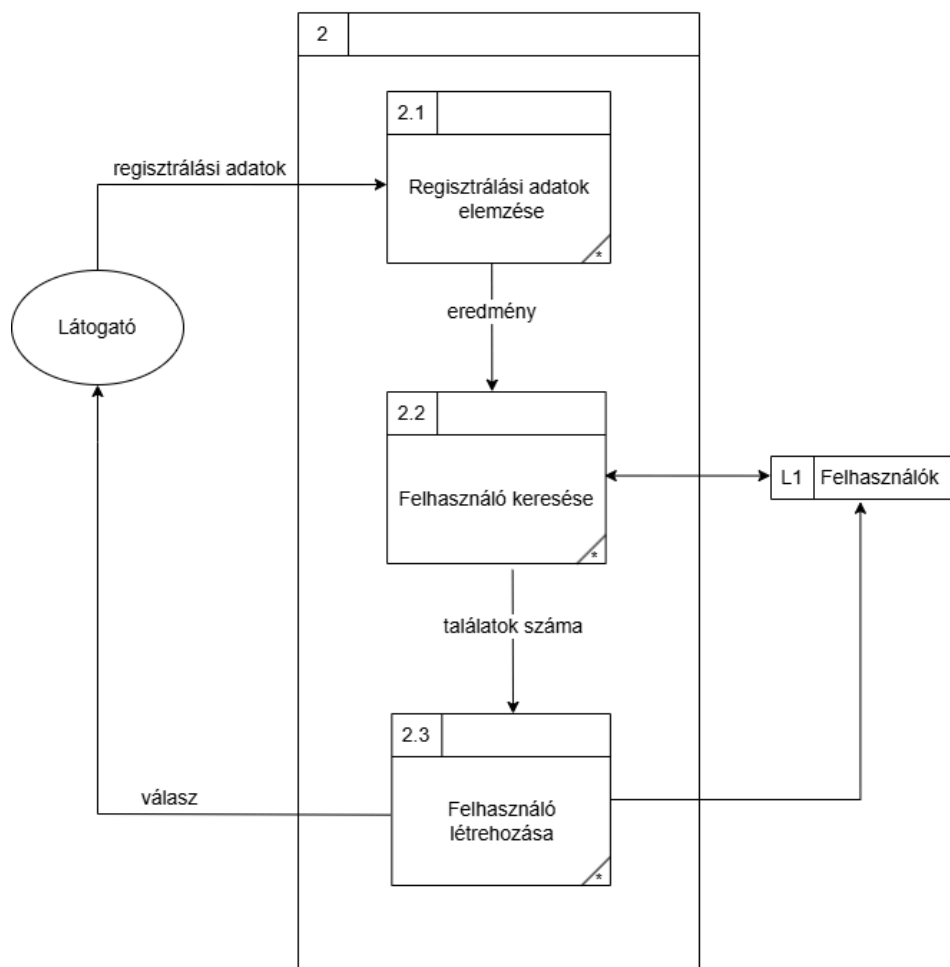 2
2.1
regisztrálási adatok
Regisztrálási adatok
elemzése
*
eredmény
Látogató
2.2
Felhasználó keresése
*
L1
Felhasználók
találatok száma
2.3
válasz
Felhasználó
létrehozása
*